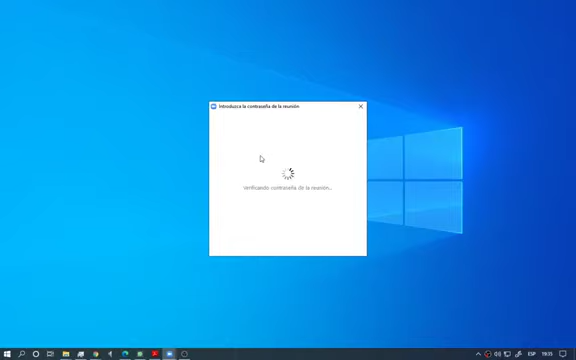 Introduzca la contraseña de la reunión
Verificando contraseña de la reunión...
ESP
19:35